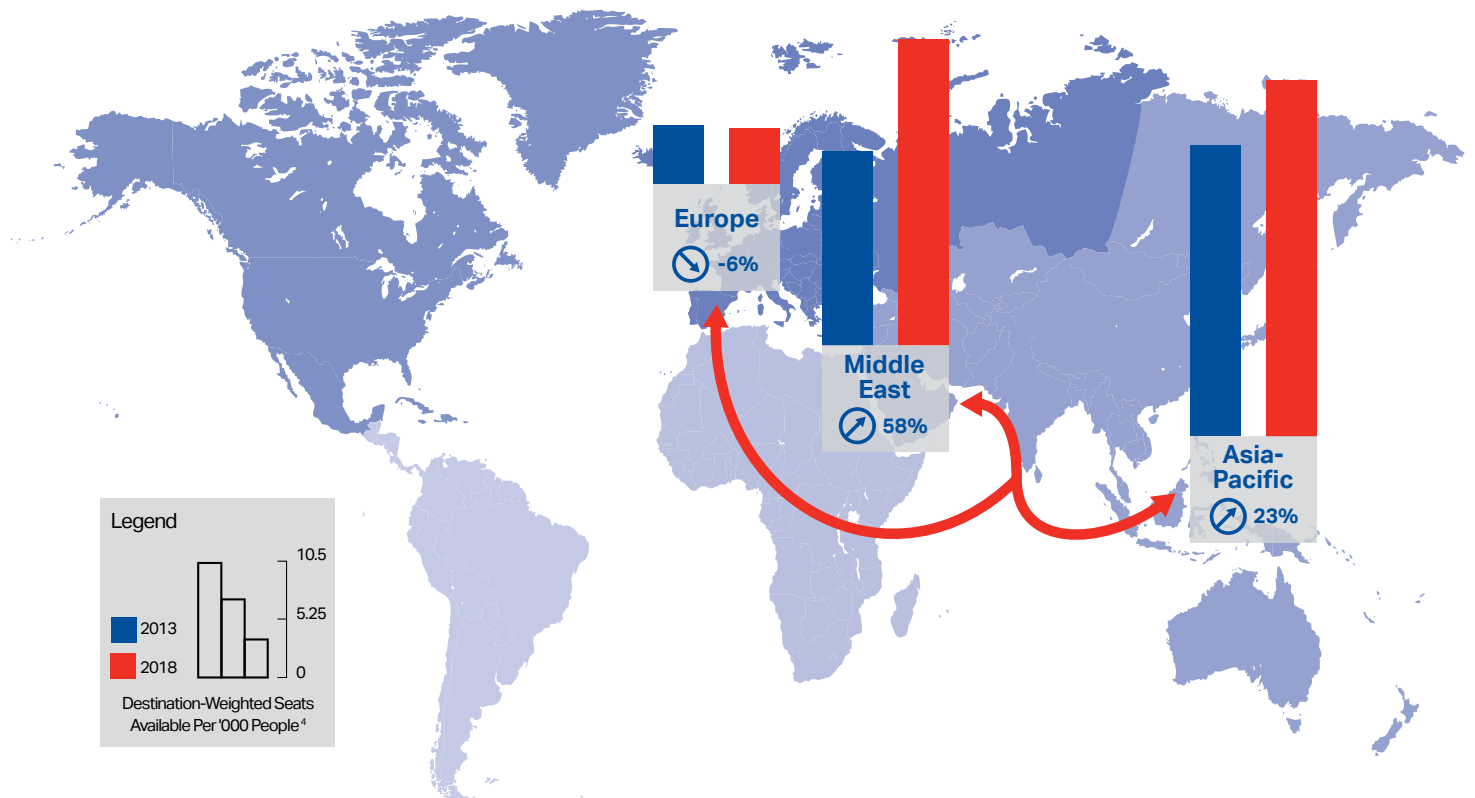 Europe
-6%
Middle
East
58%
Asia-
Pacific
23%
Legend
10.5
5.25
0
2013
2018
Destination-Weighted Seats
Available Per '000 People 4